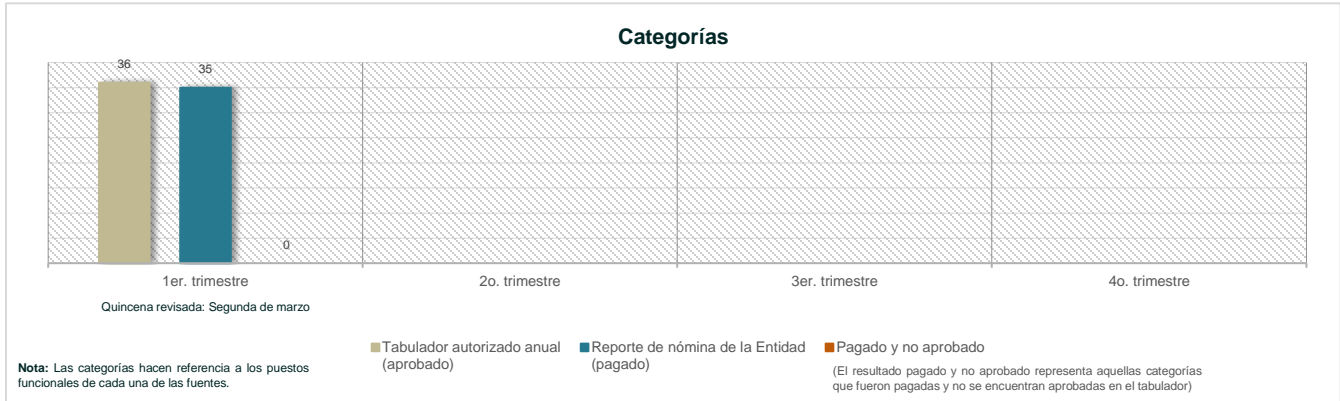 Categorías
36
35
0
1er. trimestre
2o. trimestre
3er. trimestre
4o. trimestre
Quincena revisada: Segunda de marzo
Tabulador autorizado anual
(aprobado)
Reporte de nómina de la Entidad
(pagado)
Pagado y no aprobado
(El resultado pagado y no aprobado representa aquellas categorías
que fueron pagadas y no se encuentran aprobadas en el tabulador)
Nota: Las categorías hacen referencia a los puestos
funcionales de cada una de las fuentes.